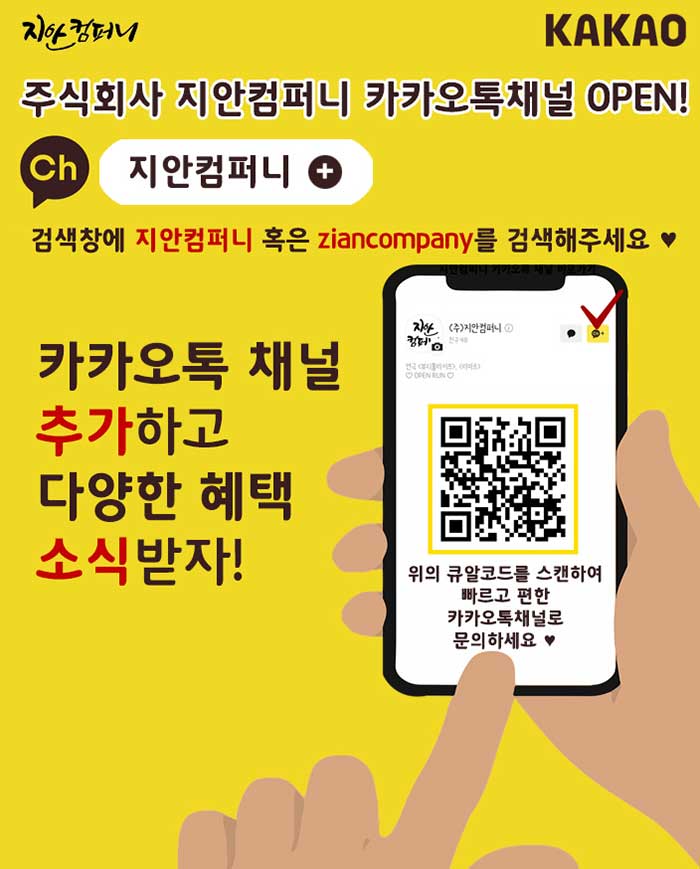 지안컴퍼니
KAKAO
주식회사 지안컴퍼니 카카오톡채널 OPEN!
Ch 지안컴퍼니 +
검색창에 지안컴퍼니 혹은 ziancompany를 검색해주세요 ♥
카카오톡 채널
추가하고
다양한 혜택
소식받자!
지안컴퍼니 카카오톡 채널 바로가기
지안컴퍼니
(주)지안컴퍼니
♡ OPEN RUN ♡
위의 큐알코드를 스캔하여
빠르고 편한
카카오톡채널로
문의하세요 ♥